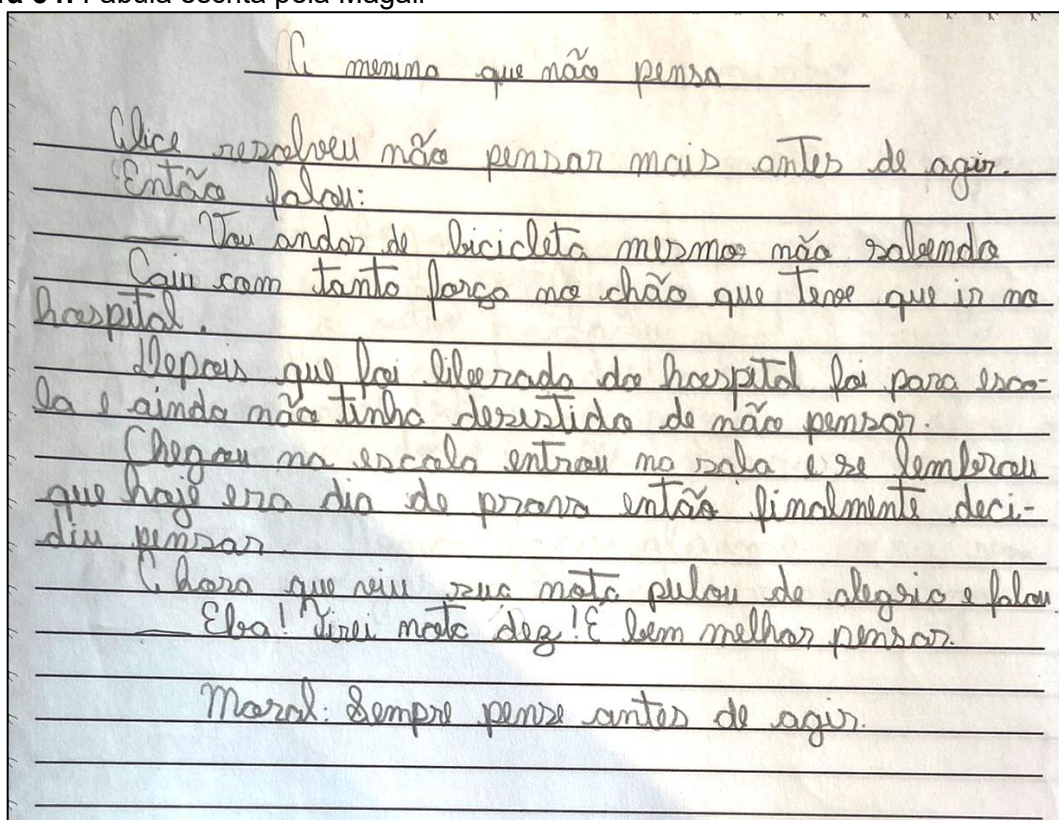 ra 04. Fábula escrita pela Magali
A menina que não pensa
Alice resolveu não pensar mais antes de agir.
Então falou:
— Vou andar de bicicleta mesmo não sabendo
Caiu com tanta força no chão que teve que ir no
hospital.
Depois que foi liberada do hospital foi para esco-
la e ainda não tinha desistido de não pensar.
Chegou na escola entrou na sala e se lembrou
que hoje era dia de prova então finalmente deci-
diu pensar
A hora que viu sua nota pulou de alegria e falou
— Eba! Tirei nota dez! É bem melhor pensar.
Moral: Sempre pense antes de agir.